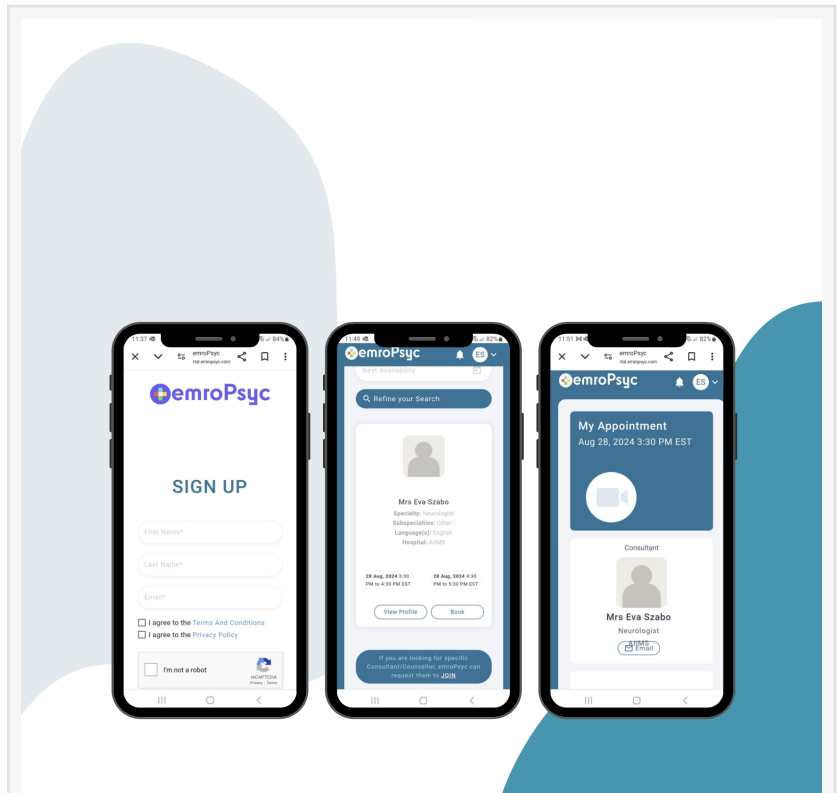 11:37
84%
emroPsyc
rtal.emropsyc.com
emroPsyc
SIGN UP
First Name*
Last Name*
Email*
I agree to the Terms And Conditions
I agree to the Privacy Policy
I'm not a robot
reCAPTCHA
Privacy - Terms
11:49
82%
emroPsyc
ES
Next Availability
Refine your Search
Mrs Eva Szabo
Specialty: Neurologist
Subspecialties: Other
Language(s): English
Hospital: AIIMS
28 Aug, 2024 3:30
PM to 4:30 PM EST
28 Aug, 2024 4:30
PM to 5:30 PM EST
View Profile
Book
If you are looking for specific
Consultant/Counsellor, emroPsyc can
request them to JOIN
11:51
82%
emroPsyc
rtal.emropsyc.com
emroPsyc
ES
My Appointment
Aug 28, 2024 3:30 PM EST
Consultant
Mrs Eva Szabo
Neurologist
AIIMS
Email